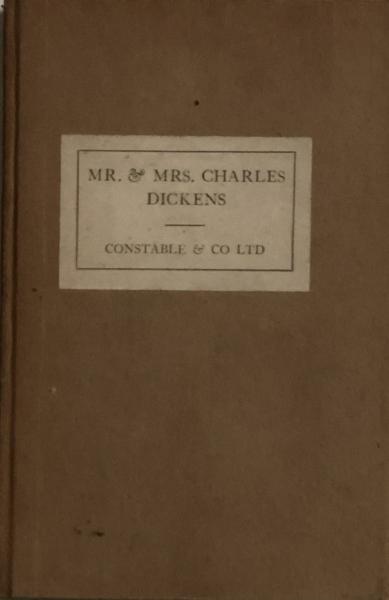 MR. & MRS. CHARLES
DICKENS
CONSTABLE & CO LTD